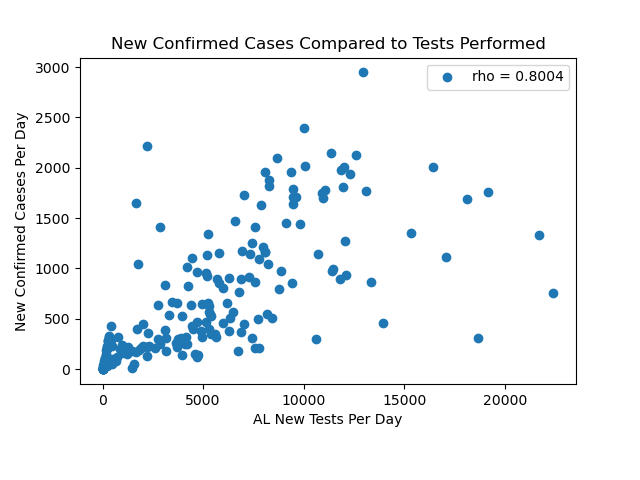 New Confirmed Cases Compared to Tests Performed
rho = 0.8004
New Confirmed Caeses Per Day
3000
2500
2000
1500
1000
500
0
0 5000 10000 15000 20000
AL New Tests Per Day